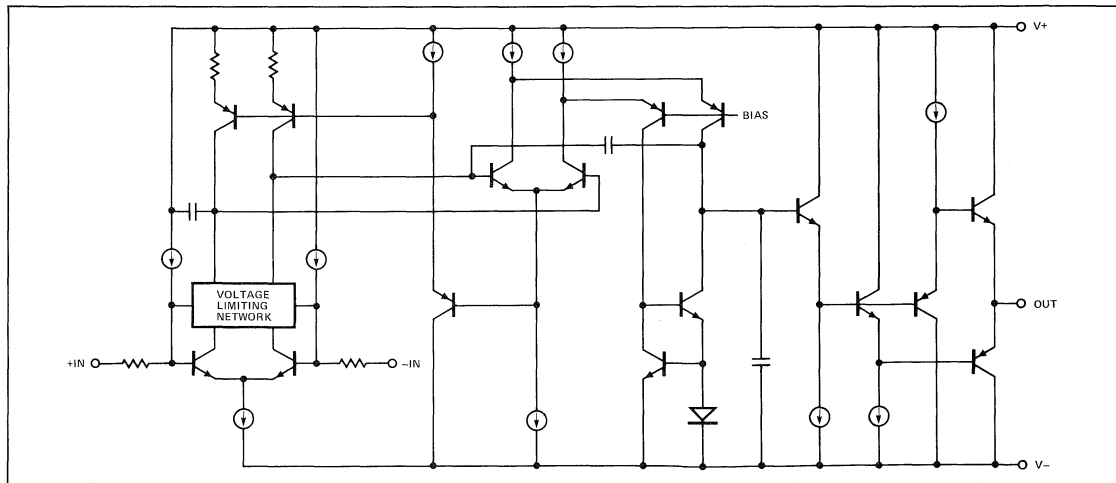 V+
BIAS
VOLTAGE
LIMITING
NETWORK
OUT
+IN
–IN
V–